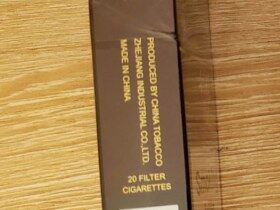 PRODUCED BY CHINA TOBACCO
ZHEJIANG INDUSTRIAL CO.,LTD.
MADE IN CHINA
20 FILTER
CIGARETTES